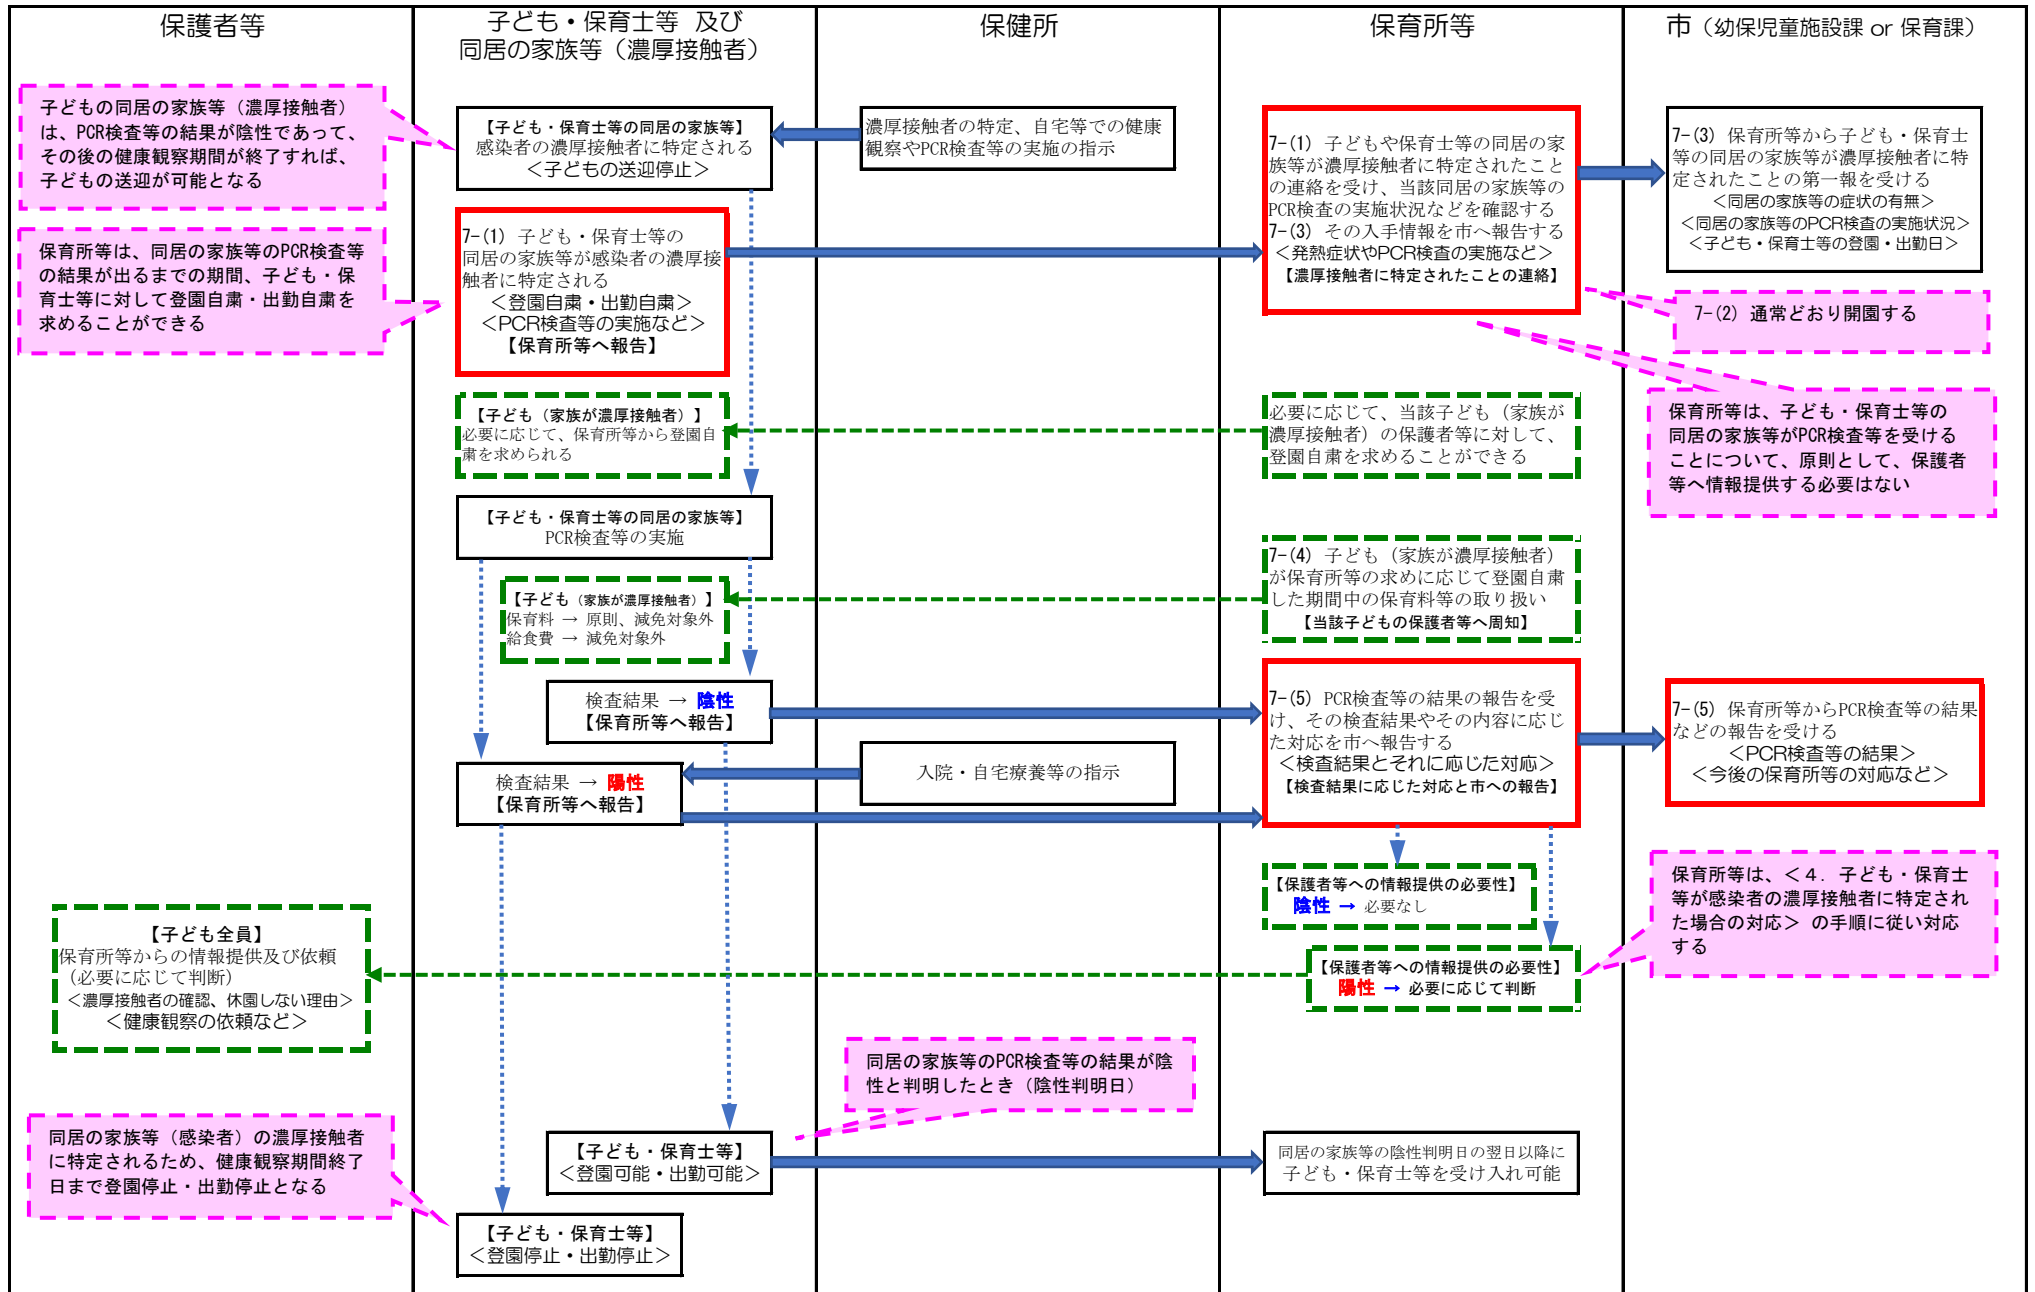 保護者等
子ども・保育士等 及び
同居の家族等（濃厚接触者）
保健所
保育所等
市（幼保児童施設課 or 保育課）
子どもの同居の家族等（濃厚接触者）
は、PCR検査等の結果が陰性であって、
その後の健康観察期間が終了すれば、
子どもの送迎が可能となる
【子ども・保育士等の同居の家族等】
感染者の濃厚接触者に特定される
＜子どもの送迎停止＞
濃厚接触者の特定、自宅等での健康
観察やPCR検査等の実施の指示
7-(1) 子どもや保育士等の同居の家
族等が濃厚接触者に特定されたこと
の連絡を受け、当該同居の家族等の
PCR検査の実施状況などを確認する
7-(3) その入手情報を市へ報告する
＜発熱症状やPCR検査の実施など＞
【濃厚接触者に特定されたことの連絡】
7-(3) 保育所等から子ども・保育士
等の同居の家族等が濃厚接触者に特
定されたことの第一報を受ける
＜同居の家族等の症状の有無＞
＜同居の家族等のPCR検査の実施状況＞
＜子ども・保育士等の登園・出勤日＞
保育所等は、同居の家族等のPCR検査等
の結果が出るまでの期間、子ども・保
育士等に対して登園自粛・出勤自粛を
求めることができる
7-(1) 子ども・保育士等の
同居の家族等が感染者の濃厚接
触者に特定される
＜登園自粛・出勤自粛＞
＜PCR検査等の実施など＞
【保育所等へ報告】
7-(2) 通常どおり開園する
【子ども（家族が濃厚接触者）】
必要に応じて、保育所等から登園自
粛を求められる
必要に応じて、当該子ども（家族が
濃厚接触者）の保護者等に対して、
登園自粛を求めることができる
保育所等は、子ども・保育士等の
同居の家族等がPCR検査等を受ける
ことについて、原則として、保護者
等へ情報提供する必要はない
【子ども・保育士等の同居の家族等】
PCR検査等の実施
7-(4) 子ども（家族が濃厚接触者）
が保育所等の求めに応じて登園自粛
した期間中の保育料等の取り扱い
【当該子どもの保護者等へ周知】
【子ども（家族が濃厚接触者）】
保育料 → 原則、減免対象外
給食費 → 減免対象外
検査結果 → 陰性
【保育所等へ報告】
7-(5) PCR検査等の結果の報告を受
け、その検査結果やその内容に応じ
た対応を市へ報告する
＜検査結果とそれに応じた対応＞
【検査結果に応じた対応と市への報告】
7-(5) 保育所等からPCR検査等の結果
などの報告を受ける
＜PCR検査等の結果＞
＜今後の保育所等の対応など＞
検査結果 → 陽性
【保育所等へ報告】
入院・自宅療養等の指示
【保護者等への情報提供の必要性】
陰性 → 必要なし
保育所等は、＜４．子ども・保育士
等が感染者の濃厚接触者に特定され
た場合の対応＞ の手順に従い対応
する
【子ども全員】
保育所等からの情報提供及び依頼
（必要に応じて判断）
＜濃厚接触者の確認、休園しない理由＞
＜健康観察の依頼など＞
【保護者等への情報提供の必要性】
陽性 → 必要に応じて判断
同居の家族等のPCR検査等の結果が陰
性と判明したとき（陰性判明日）
同居の家族等（感染者）の濃厚接触者
に特定されるため、健康観察期間終了
日まで登園停止・出勤停止となる
【子ども・保育士等】
＜登園可能・出勤可能＞
同居の家族等の陰性判明日の翌日以降に
子ども・保育士等を受け入れ可能
【子ども・保育士等】
＜登園停止・出勤停止＞